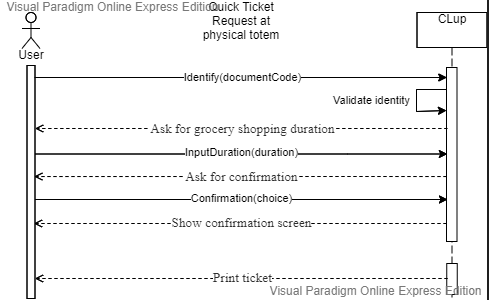 Visual Paradigm Online Express Edition
Quick Ticket
Request at
physical totem
CLup
User
Identify(documentCode)
Validate identity
Ask for grocery shopping duration
InputDuration(duration)
Ask for confirmation
Confirmation(choice)
Show confirmation screen
Print ticket
Visual Paradigm Online Express Edition